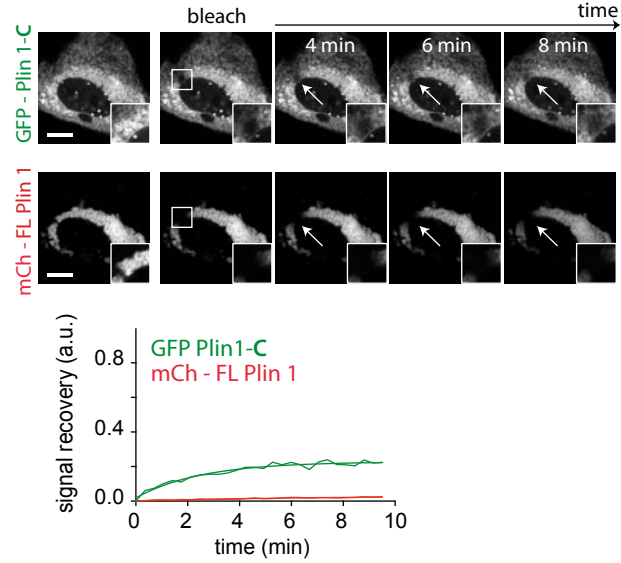 bleach
time
GFP - Plin 1-C
4 min
6 min
8 min
mCh - FL Plin 1
GFP Plin1-C
mCh - FL Plin 1
signal recovery (a.u.)
0.8
0.4
0.0
0 2 4 6 8 10
time (min)